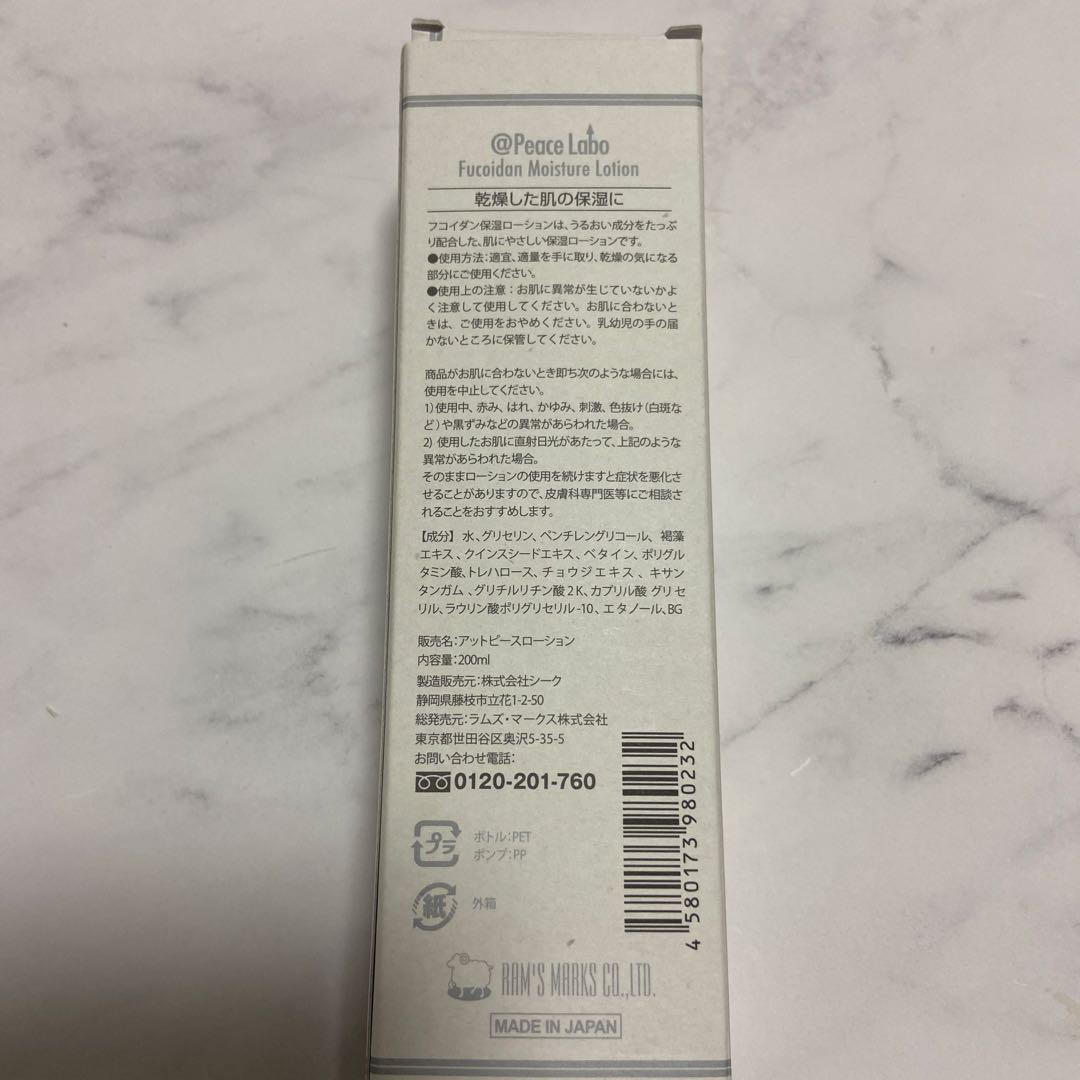 @Peace Labo
Fucoidan Moisture Lotion
乾燥した肌の保湿に
フコイダン保湿ローションは、うるおい成分をたっぷ
り配合した、肌にやさしい保湿ローションです。
●使用方法：適宜、適量を手に取り、乾燥の気になる
部分にご使用ください。
●使用上の注意：お肌に異常が生じていないかよ
く注意して使用してください。お肌に合わないと
きは、ご使用をおやめください。乳幼児の手の届
かないところに保管してください。
商品がお肌に合わないとき即ち次のような場合には、
使用を中止してください。
1)使用中、赤み、はれ、かゆみ、刺激、色抜け(白斑な
ど)や黒ずみなどの異常があらわれた場合。
2) 使用したお肌に直射日光があたって、上記のような
異常があらわれた場合。
そのままローションの使用を続けますと症状を悪化さ
せることがありますので、皮膚科専門医等にご相談さ
れることをおすすめします。
【成分】 水、グリセリン、ペンチレングリコール、 褐藻
エキス、クインスシードエキス、ベタイン、ポリグル
タミン酸、トレハロース、チョウジエキス、キサン
タンガム、グリチルリチン酸2K、カプリル酸 グリセ
リル、ラウリン酸ポリグリセリル-10、エタノール、BG
販売名：アットピースローション
内容量：200ml
製造販売元：株式会社シーク
静岡県藤枝市立花1-2-50
総発売元：ラムズ・マークス株式会社
東京都世田谷区奥沢5-35-5
お問い合わせ電話：
0120-201-760
プラ
ボトル：PET
ポンプ：PP
紙
外箱
4 580173 980232
RAM'S MARKS CO.,LTD.
MADE IN JAPAN